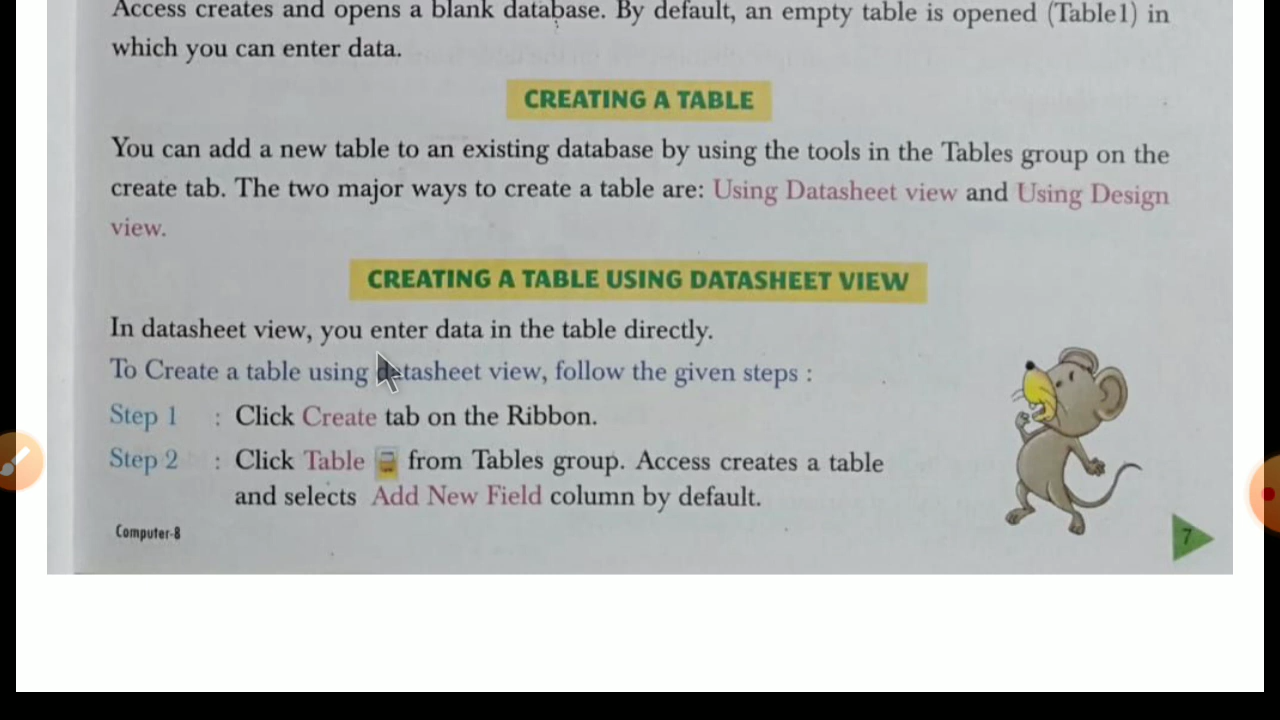 Access creates and opens a blank database. By default, an empty table is opened (Table1) in
which you can enter data.
CREATING A TABLE
You can add a new table to an existing database by using the tools in the Tables group on the
create tab. The two major ways to create a table are: Using Datasheet view and Using Design
view.
CREATING A TABLE USING DATASHEET VIEW
In datasheet view, you enter data in the table directly.
To Create a table using datasheet view, follow the given steps :
Step 1 : Click Create tab on the Ribbon.
Step 2 : Click Table from Tables group. Access creates a table
and selects Add New Field column by default.
Computer-8
7